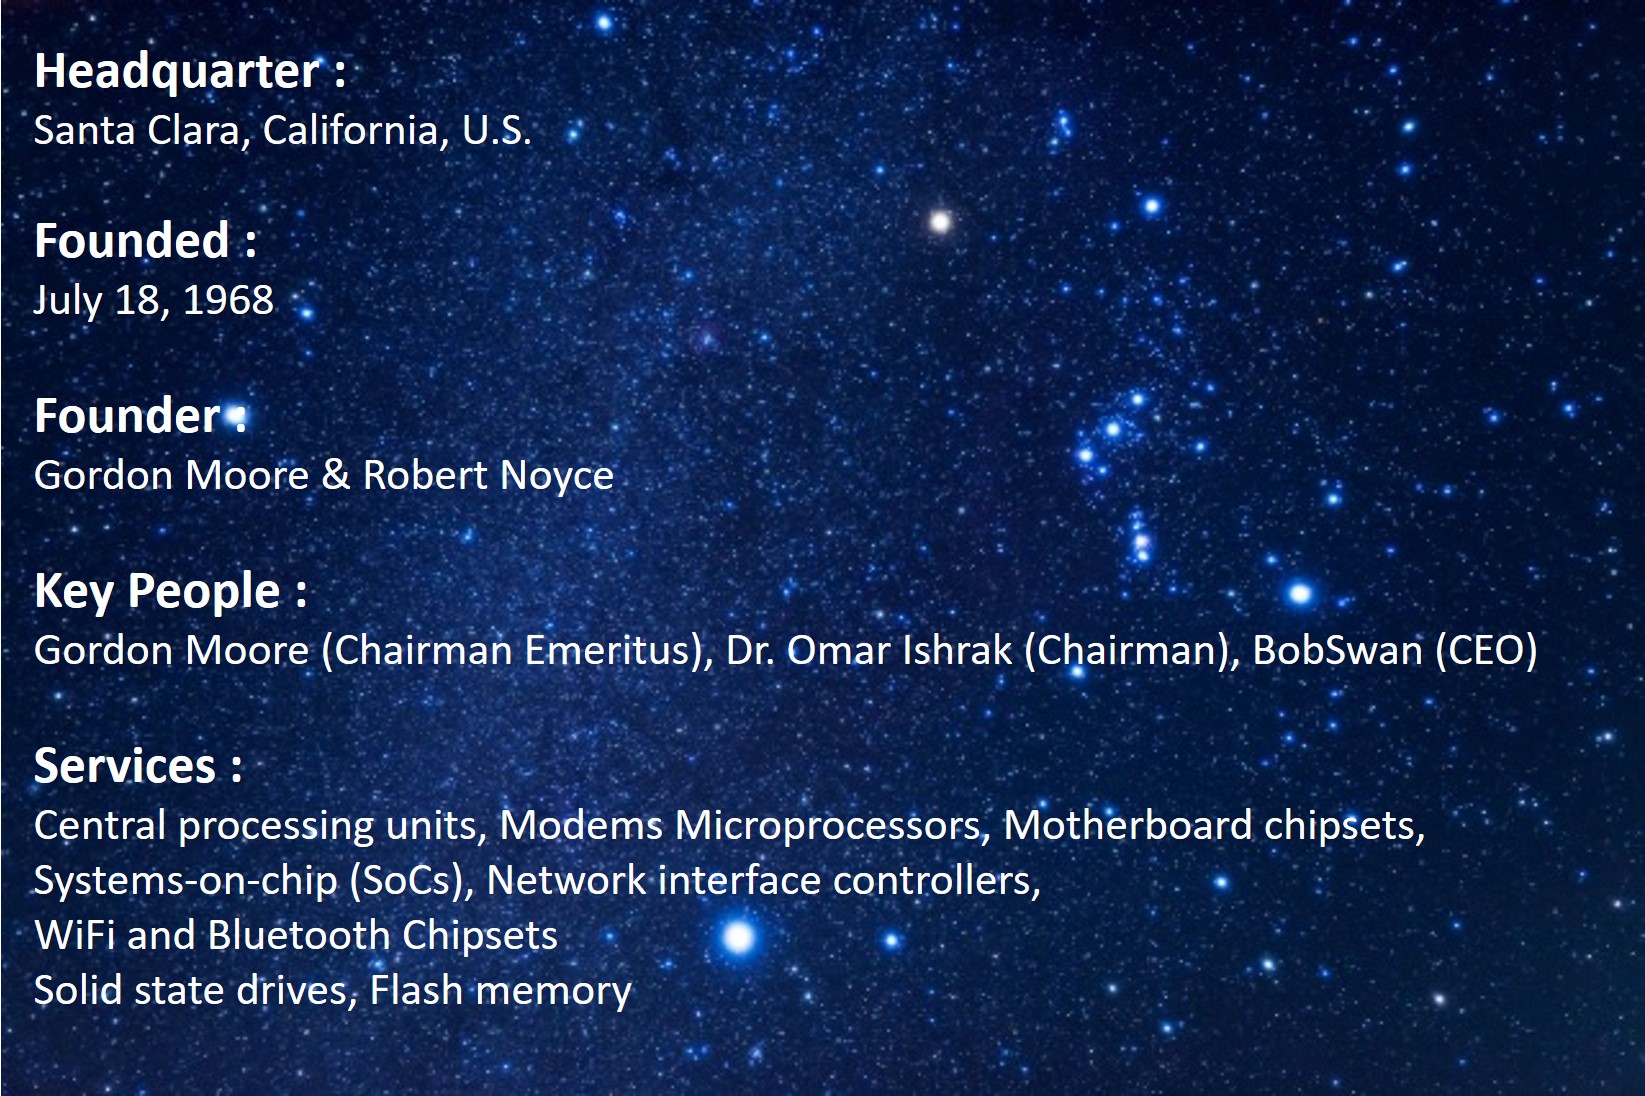 Headquarter :
Santa Clara, California, U.S.
Founded :
July 18, 1968
Founder :
Gordon Moore & Robert Noyce
Key People :
Gordon Moore (Chairman Emeritus), Dr. Omar Ishrak (Chairman), BobSwan (CEO)
Services :
Central processing units, Modems Microprocessors, Motherboard chipsets,
Systems-on-chip (SoCs), Network interface controllers,
WiFi and Bluetooth Chipsets
Solid state drives, Flash memory